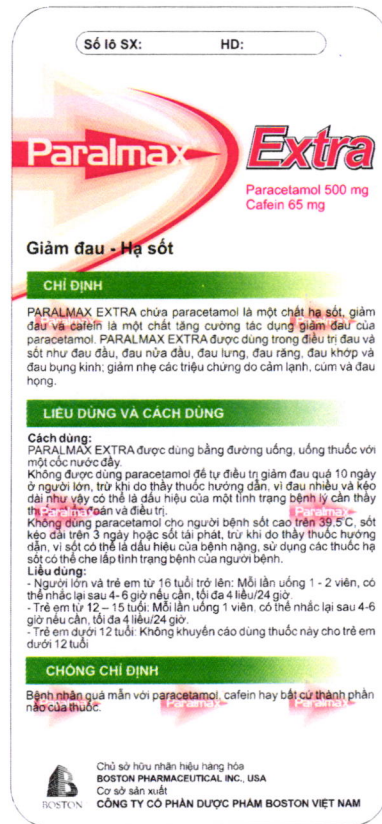 Số lô SX: HD:
Paralmax Extra
Paracetamol 500 mg
Cafein 65 mg
Giảm đau - Hạ sốt
CHỈ ĐỊNH
PARALMAX EXTRA chứa paracetamol là một chất hạ sốt, giảm
đau và cafein là một chất tăng cường tác dụng giảm đau của
paracetamol. PARALMAX EXTRA được dùng trong điều trị đau và
sốt như đau đầu, đau nửa đầu, đau lưng, đau răng, đau khớp và
đau bụng kinh; giảm nhẹ các triệu chứng do cảm lạnh, cúm và đau
họng.
LIỀU DÙNG VÀ CÁCH DÙNG
Cách dùng:
PARALMAX EXTRA được dùng bằng đường uống, uống thuốc với
một cốc nước đầy.
Không được dùng paracetamol để tự điều trị giảm đau quá 10 ngày
ở người lớn, trừ khi do thầy thuốc hướng dẫn, vì đau nhiều và kéo
dài như vậy có thể là dấu hiệu của một tình trạng bệnh lý cần thầy
đoán và điều trị.
Không dùng paracetamol cho người bệnh sốt cao trên 39.5°C, sốt
kéo dài trên 3 ngày hoặc sốt tái phát, trừ khi do thầy thuốc hướng
dẫn, vì sốt có thể là dấu hiệu của bệnh nặng, sử dụng các thuốc hạ
sốt có thể che lấp tình trạng bệnh của người bệnh.
Liều dùng:
- Người lớn và trẻ em từ 16 tuổi trở lên: Mỗi lần uống 1 - 2 viên, có
thể nhắc lại sau 4-6 giờ nếu cần, tối đa 4 liều/24 giờ.
- Trẻ em từ 12 – 15 tuổi: Mỗi lần uống 1 viên, có thể nhắc lại sau 4-6
giờ nếu cần, tối đa 4 liều/24 giờ.
- Trẻ em dưới 12 tuổi: Không khuyến cáo dùng thuốc này cho trẻ em
dưới 12 tuổi
CHỐNG CHỈ ĐỊNH
Bệnh nhân quá mẫn với paracetamol, cafein hay bất cứ thành phần
nào của thuốc.
Chủ sở hữu nhãn hiệu hàng hóa
BOSTON PHARMACEUTICAL INC., USA
Cơ sở sản xuất
BOSTON CÔNG TY CỔ PHẦN DƯỢC PHẨM BOSTON VIỆT NAM